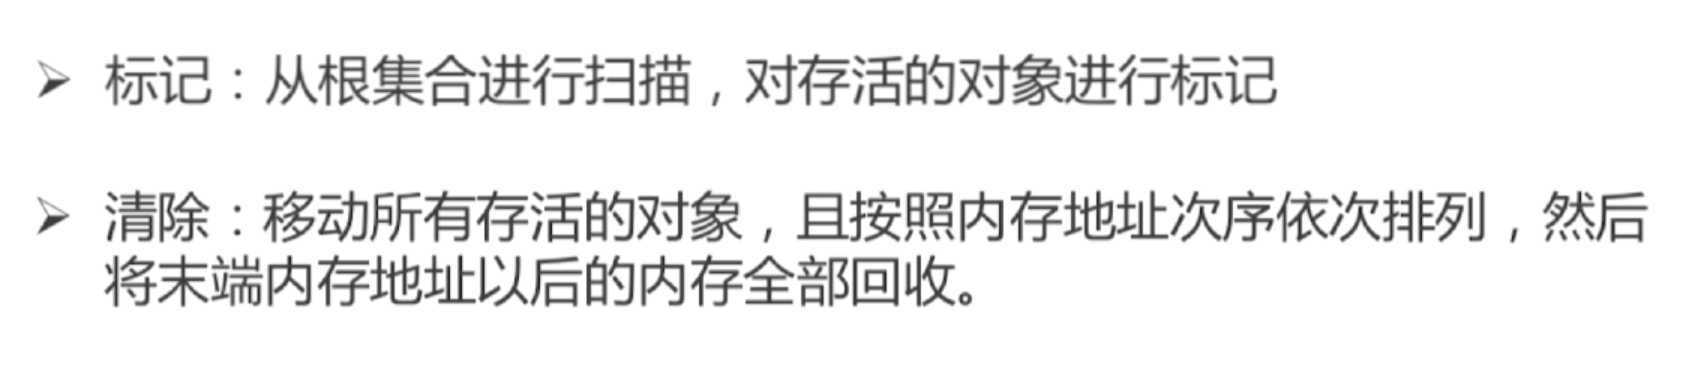 ➢ 标记：从根集合进行扫描，对存活的对象进行标记
➢ 清除：移动所有存活的对象，且按照内存地址次序依次排列，然后
将末端内存地址以后的内存全部回收。